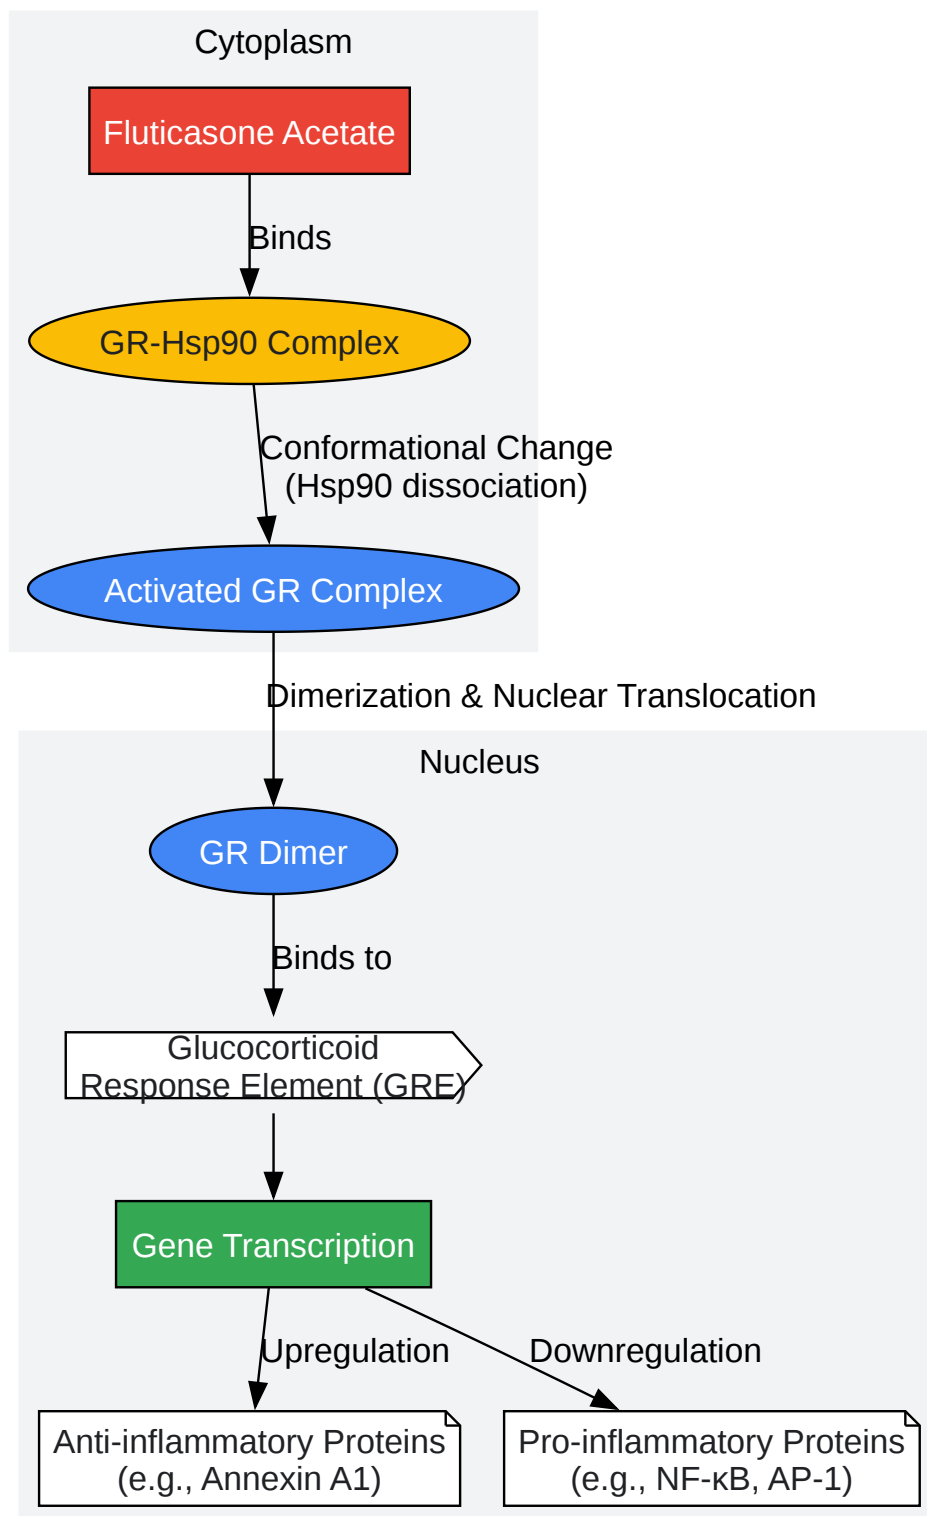 Cytoplasm
Fluticasone Acetate
Binds
GR-Hsp90 Complex
Conformational Change
(Hsp90 dissociation)
Activated GR Complex
Dimerization & Nuclear Translocation
Nucleus
GR Dimer
Binds to
Glucocorticoid
Response Element (GRE)
Gene Transcription
Upregulation
Downregulation
Anti-inflammatory Proteins
(e.g., Annexin A1)
Pro-inflammatory Proteins
(e.g., NF-κB, AP-1)